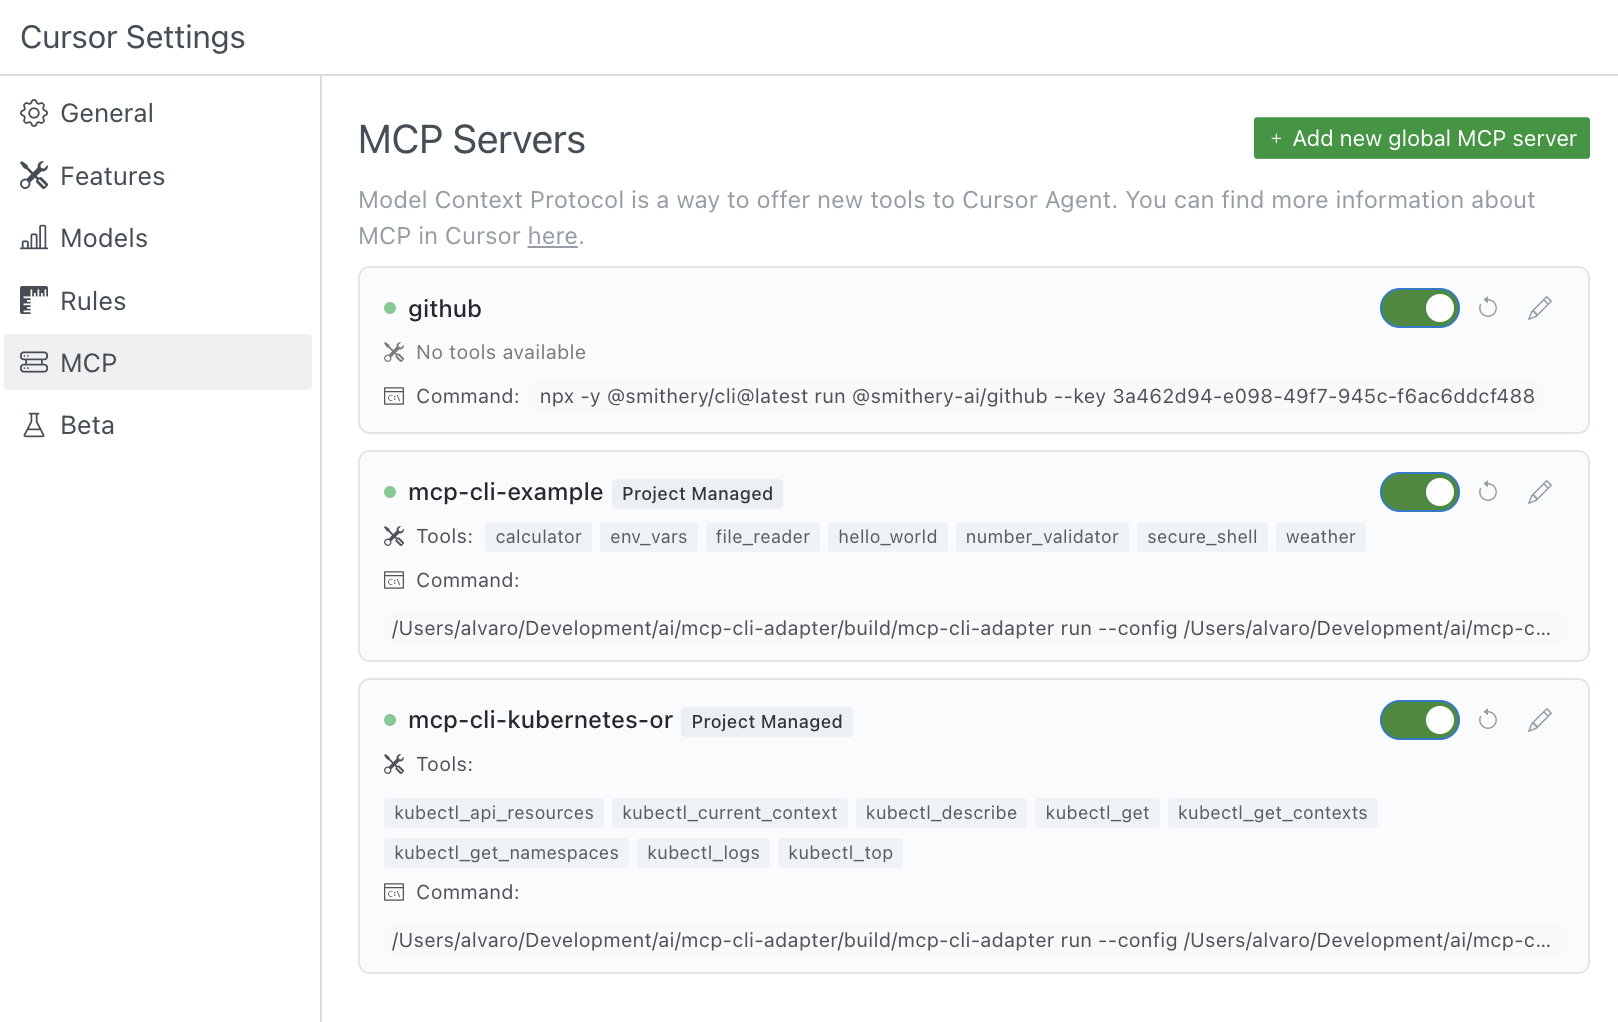 Cursor Settings
General
Features
Models
Rules
MCP
Beta
MCP Servers
+ Add new global MCP server
Model Context Protocol is a way to offer new tools to Cursor Agent. You can find more information about
MCP in Cursor here.
github
No tools available
Command: npx -y @smithery/cli@latest run @smithery-ai/github --key 3a462d94-e098-49f7-945c-f6ac6ddcf488
mcp-cli-example Project Managed
Tools: calculator env_vars file_reader hello_world number_validator secure_shell weather
Command:
/Users/alvaro/Development/ai/mcp-cli-adapter/build/mcp-cli-adapter run --config /Users/alvaro/Development/ai/mcp-c...
mcp-cli-kubernetes-or Project Managed
Tools:
kubectl_api_resources kubectl_current_context kubectl_describe kubectl_get kubectl_get_contexts
kubectl_get_namespaces kubectl_logs kubectl_top
Command:
/Users/alvaro/Development/ai/mcp-cli-adapter/build/mcp-cli-adapter run --config /Users/alvaro/Development/ai/mcp-c...